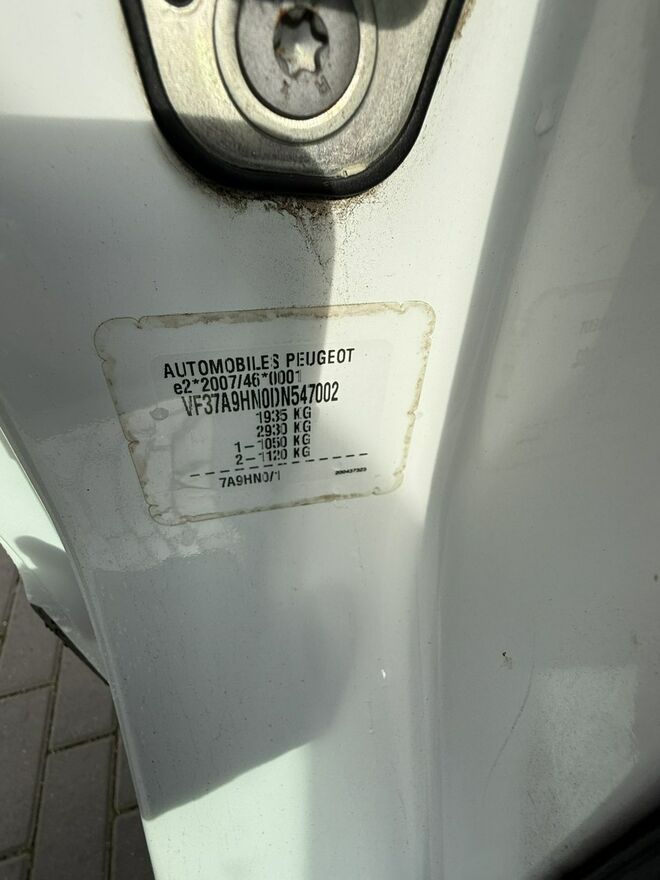 AUTOMOBILES PEUGEOT
e2*2007/46*0001
VF37A9HN0DN547002
1935 KG
2930 KG
1-1050 KG
2-1120 KG
7A9HN0/1
200437323